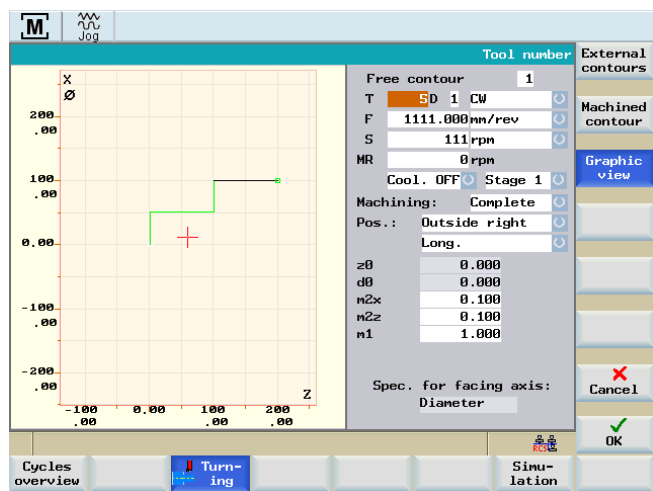 M
Jog
Tool number
External
contours
X
Ø
200
.00
100
.00
0.00
-100
.00
-200
.00
Z
-100
.00
0.00
100
.00
200
.00
Free contour 1
T 5 D 1 CW
F 1111.000 mm/rev
S 111 rpm
MR 0 rpm
Cool. OFF Stage 1
Machining: Complete
Pos.: Outside right
Long.
z0 0.000
d0 0.000
m2x 0.100
m2z 0.100
m1 1.000
Spec. for facing axis:
Diameter
Machined
contour
Graphic
view
Cancel
OK
RCS
Cycles
overview
Turn-
ing
Simu-
lation